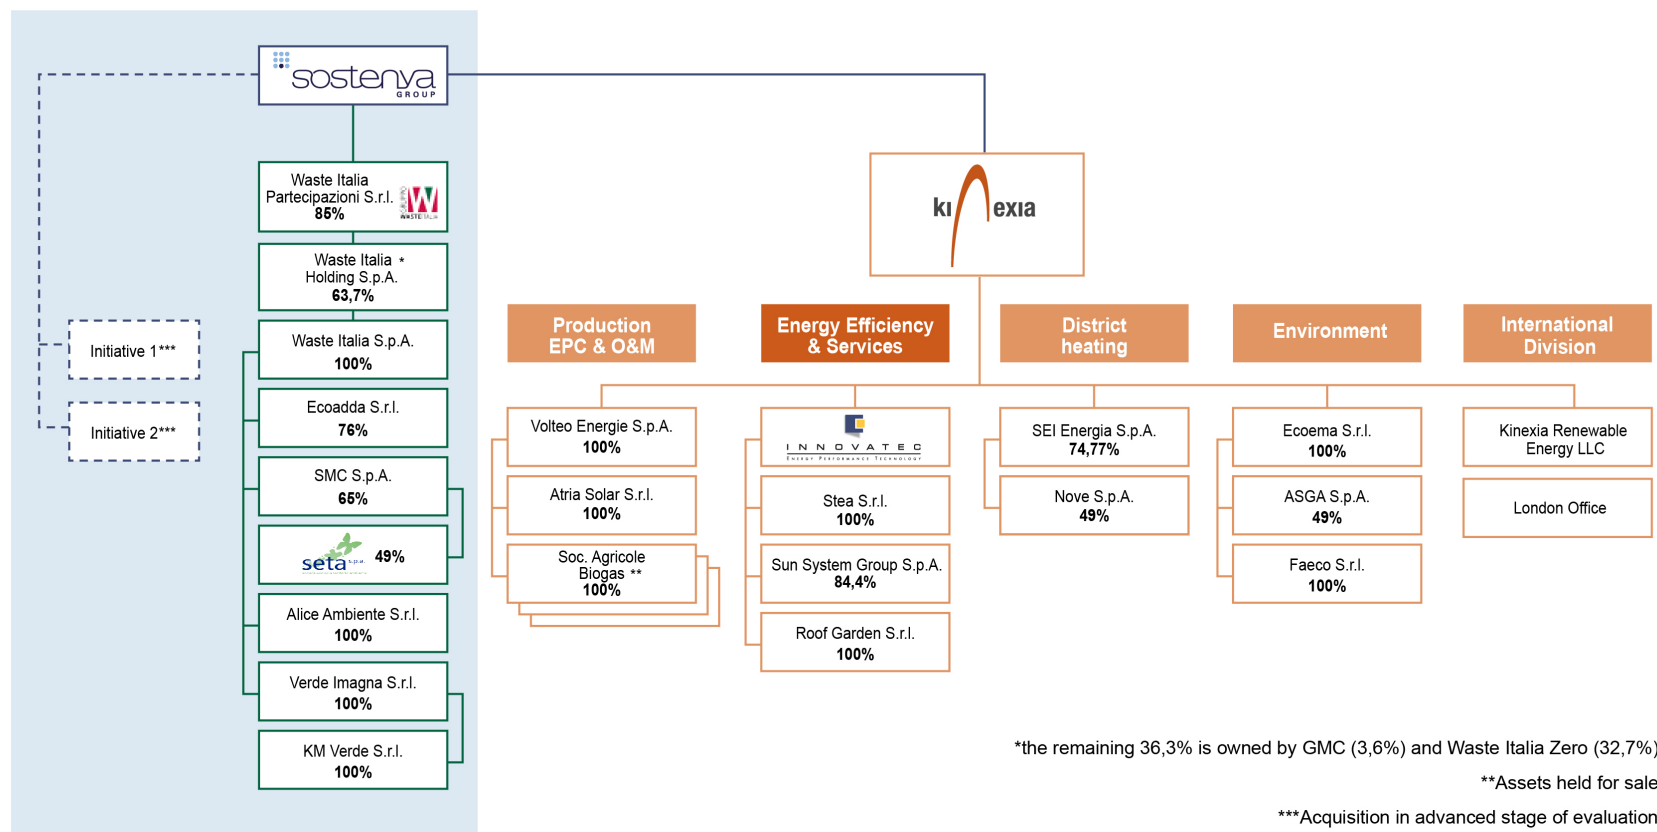 sostenya
GROUP
Waste Italia
Partecipazioni S.r.l.
85%
GRUPPO
W
WASTEITALIA
Waste Italia *
Holding S.p.A.
63,7%
Waste Italia S.p.A.
100%
Ecoadda S.r.l.
76%
SMC S.p.A.
65%
seta s.p.a.
49%
Alice Ambiente S.r.l.
100%
Verde Imagna S.r.l.
100%
KM Verde S.r.l.
100%
Initiative 1***
Initiative 2***
kinexia
Production
EPC & O&M
Volteo Energie S.p.A.
100%
Atria Solar S.r.l.
100%
Soc. Agricole
Biogas **
100%
Energy Efficiency
& Services
INNOVATEC
ENERGY PERFORMANCE TECHNOLOGY
Stea S.r.l.
100%
Sun System Group S.p.A.
84,4%
Roof Garden S.r.l.
100%
District
heating
SEI Energia S.p.A.
74,77%
Nove S.p.A.
49%
Environment
Ecoema S.r.l.
100%
ASGA S.p.A.
49%
Faeco S.r.l.
100%
International
Division
Kinexia Renewable
Energy LLC
London Office
*the remaining 36,3% is owned by GMC (3,6%) and Waste Italia Zero (32,7%)
**Assets held for sale
***Acquisition in advanced stage of evaluation